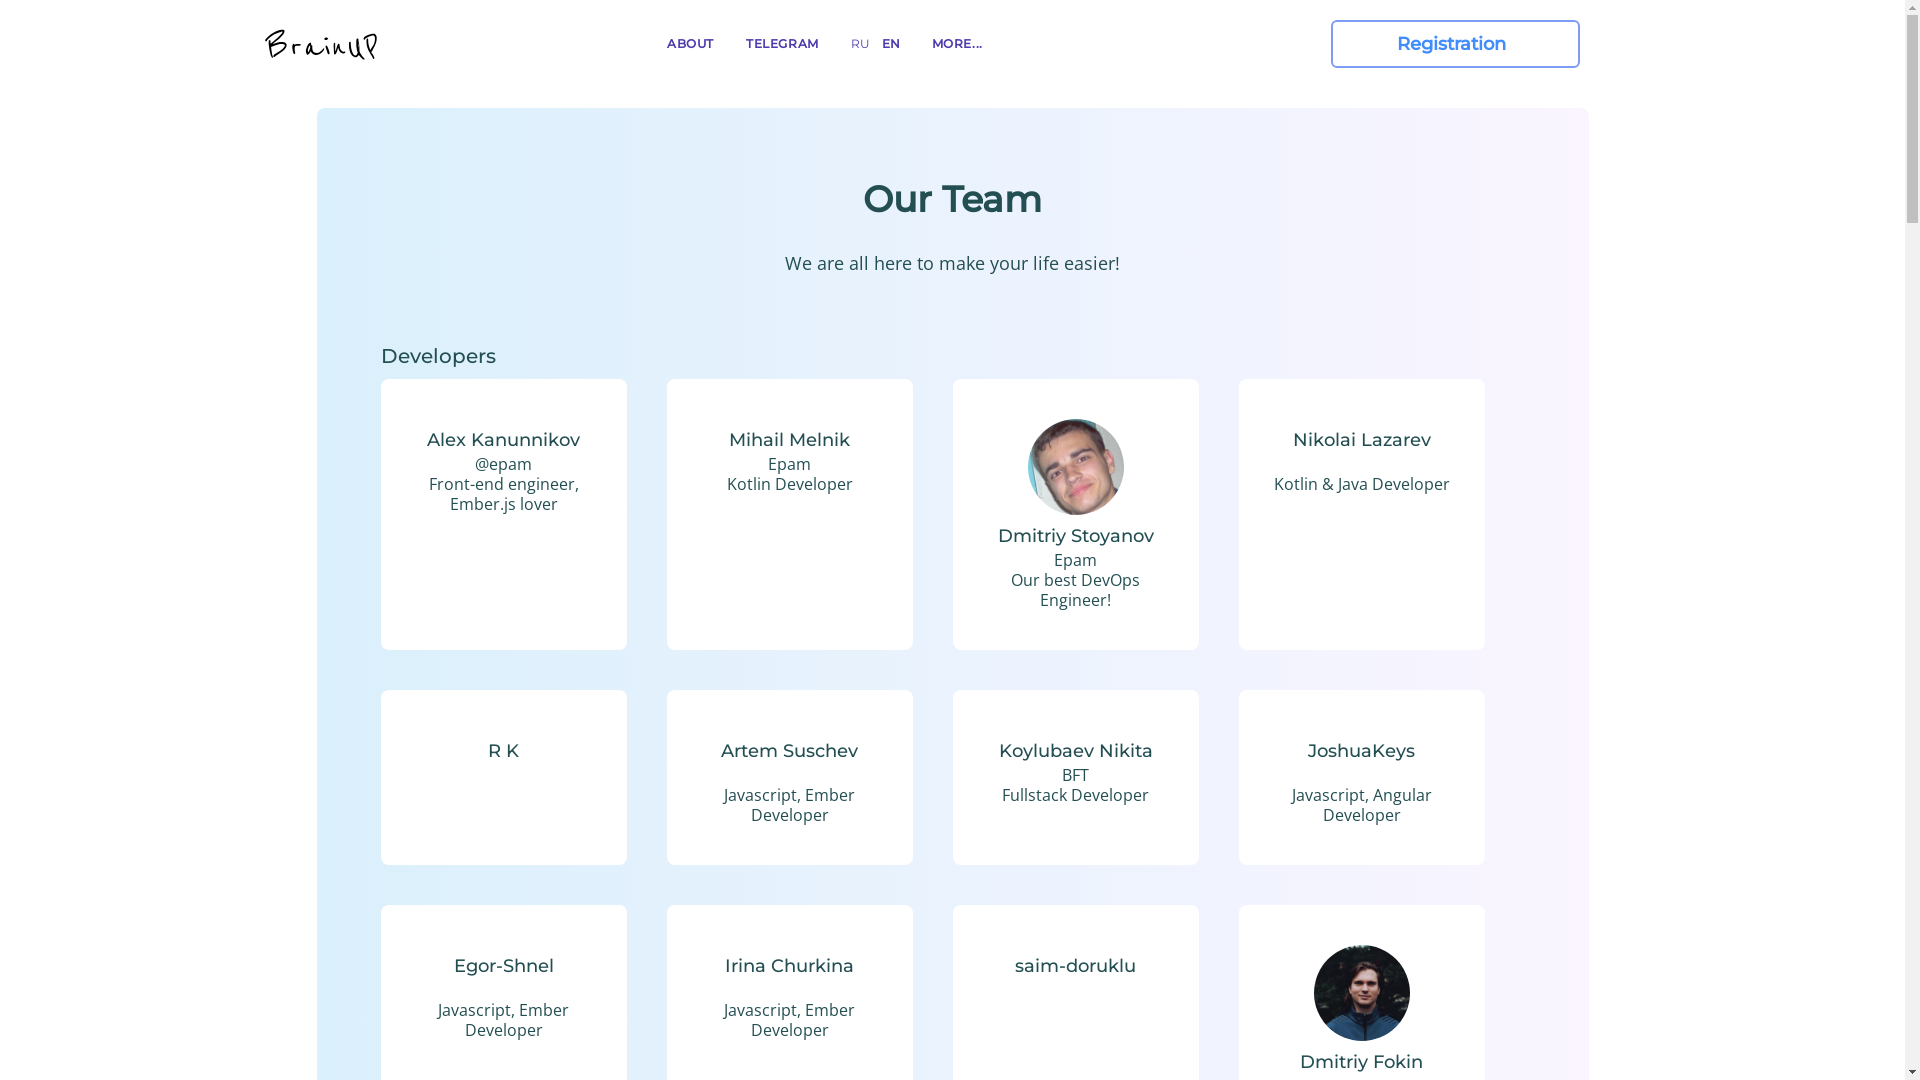 BrainUP
ABOUT
TELEGRAM
RU
EN
MORE...
Registration
Our Team
We are all here to make your life easier!
Developers
Alex Kanunnikov
@epam
Front-end engineer,
Ember.js lover
Mihail Melnik
Epam
Kotlin Developer
Dmitriy Stoyanov
Epam
Our best DevOps
Engineer!
Nikolai Lazarev
Kotlin & Java Developer
R K
Artem Suschev
Javascript, Ember
Developer
Koylubaev Nikita
BFT
Fullstack Developer
JoshuaKeys
Javascript, Angular
Developer
Egor-Shnel
Javascript, Ember
Developer
Irina Churkina
Javascript, Ember
Developer
saim-doruklu
Dmitriy Fokin